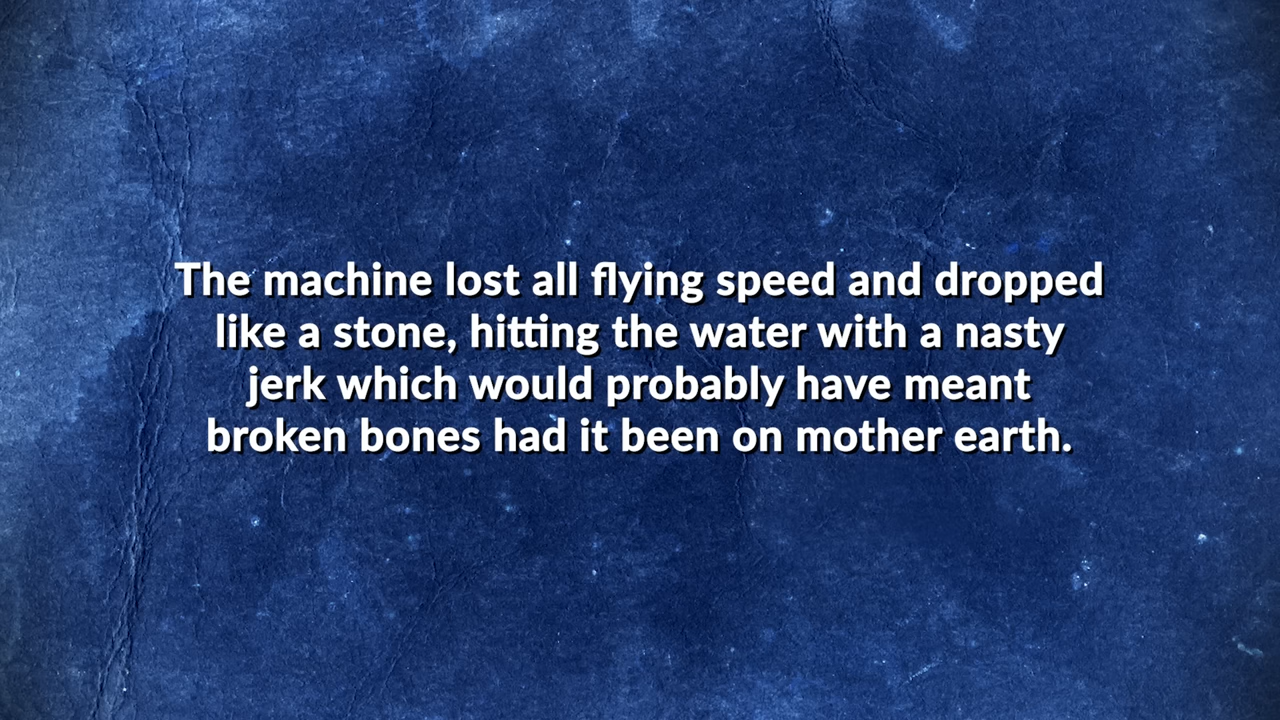 The machine lost all flying speed and dropped
like a stone, hitting the water with a nasty
jerk which would probably have meant
broken bones had it been on mother earth.